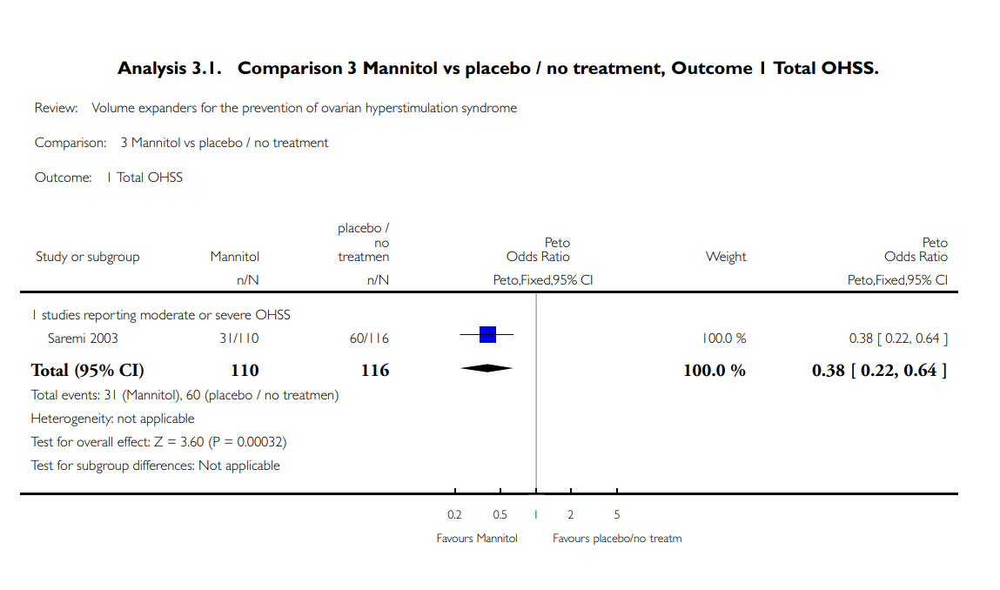 Analysis 3.1. Comparison 3 Mannitol vs placebo / no treatment, Outcome 1 Total OHSS.
Review: Volume expanders for the prevention of ovarian hyperstimulation syndrome
Comparison: 3 Mannitol vs placebo / no treatment
Outcome: 1 Total OHSS
placebo /
no Peto Peto
Study or subgroup Mannitol treatmen Odds Ratio Weight Odds Ratio
n/N n/N Peto,Fixed,95% CI Peto,Fixed,95% CI
1 studies reporting moderate or severe OHSS
Saremi 2003 31/110 60/116 100.0 % 0.38 [ 0.22, 0.64 ]
Total (95% CI) 110 116 100.0 % 0.38 [ 0.22, 0.64 ]
Total events: 31 (Mannitol), 60 (placebo / no treatmen)
Heterogeneity: not applicable
Test for overall effect: Z = 3.60 (P = 0.00032)
Test for subgroup differences: Not applicable
0.2 0.5 1 2 5
Favours Mannitol Favours placebo/no treatm